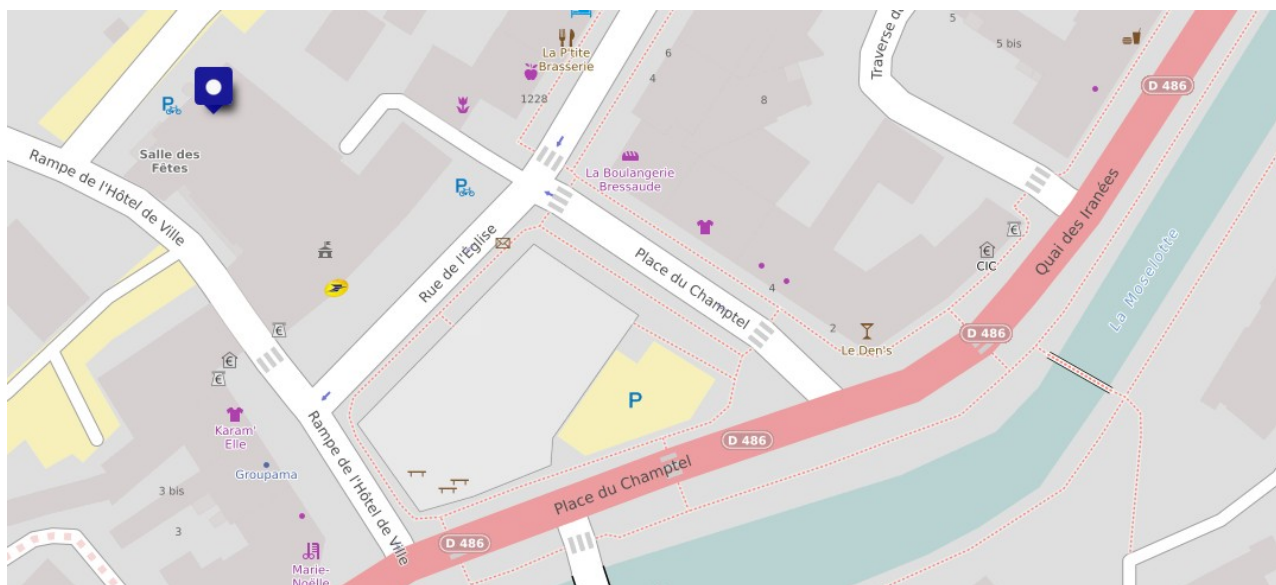 La P'tite
Brasserie
1228
6
4
8
5
5 bis
Traverse d
D 486
Salle des
Fêtes
Rampe de l'Hôtel de Ville
La Boulangerie
Bressaude
Rue de l'Église
Place du Champtel
4
2
Le Den's
CIC
Quai des Iranées
La Moselotte
D 486
P
D 486
Karam'
Elle
Groupama
Rampe de l'Hôtel de Ville
Place du Champtel
3 bis
3
D 486
Marie-
Noëlle